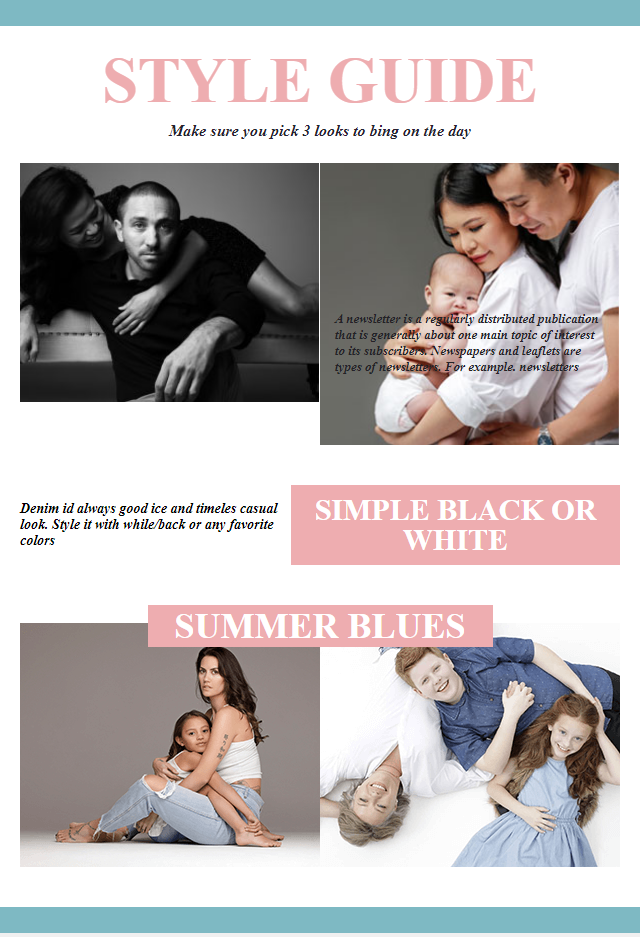 STYLE GUIDE
Make sure you pick 3 looks to bing on the day
A newsletter is a regularly distributed publication
that is generally about one main topic of interest
to its subscribers. Newspapers and leaflets are
types of newsletters. For example. newsletters
Denim id always good ice and timeles casual
look. Style it with while/back or any favorite
colors
SIMPLE BLACK OR
WHITE
SUMMER BLUES